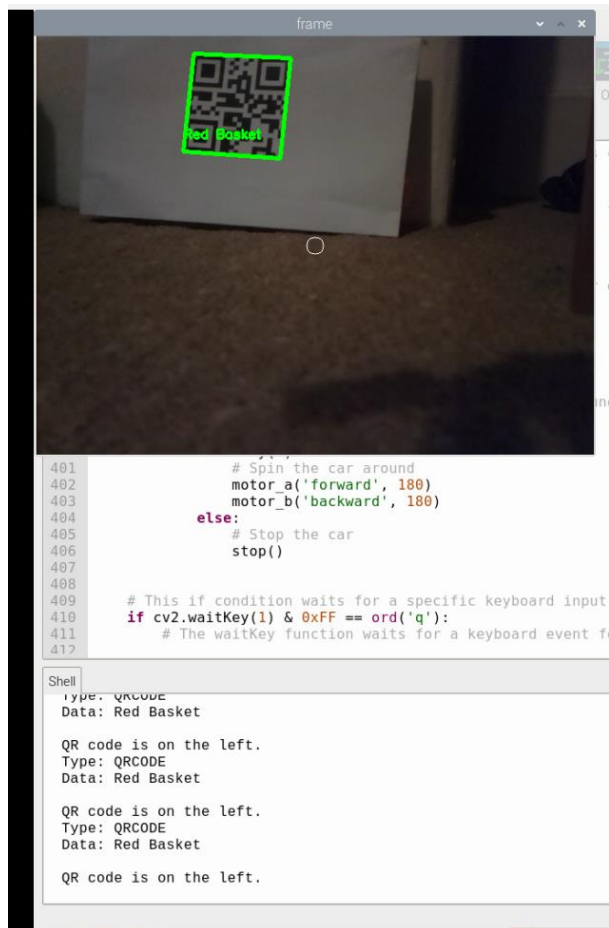 frame
Red Basket
401 # Spin the car around
402 motor_a('forward', 180)
403 motor_b('backward', 180)
404 else:
405 # Stop the car
406 stop()
407
408
409 # This if condition waits for a specific keyboard input
410 if cv2.waitKey(1) & 0xFF == ord('q'):
411 # The waitKey function waits for a keyboard event
412
Shell
Type: QRCODE
Data: Red Basket
QR code is on the left.
Type: QRCODE
Data: Red Basket
QR code is on the left.
Type: QRCODE
Data: Red Basket
QR code is on the left.